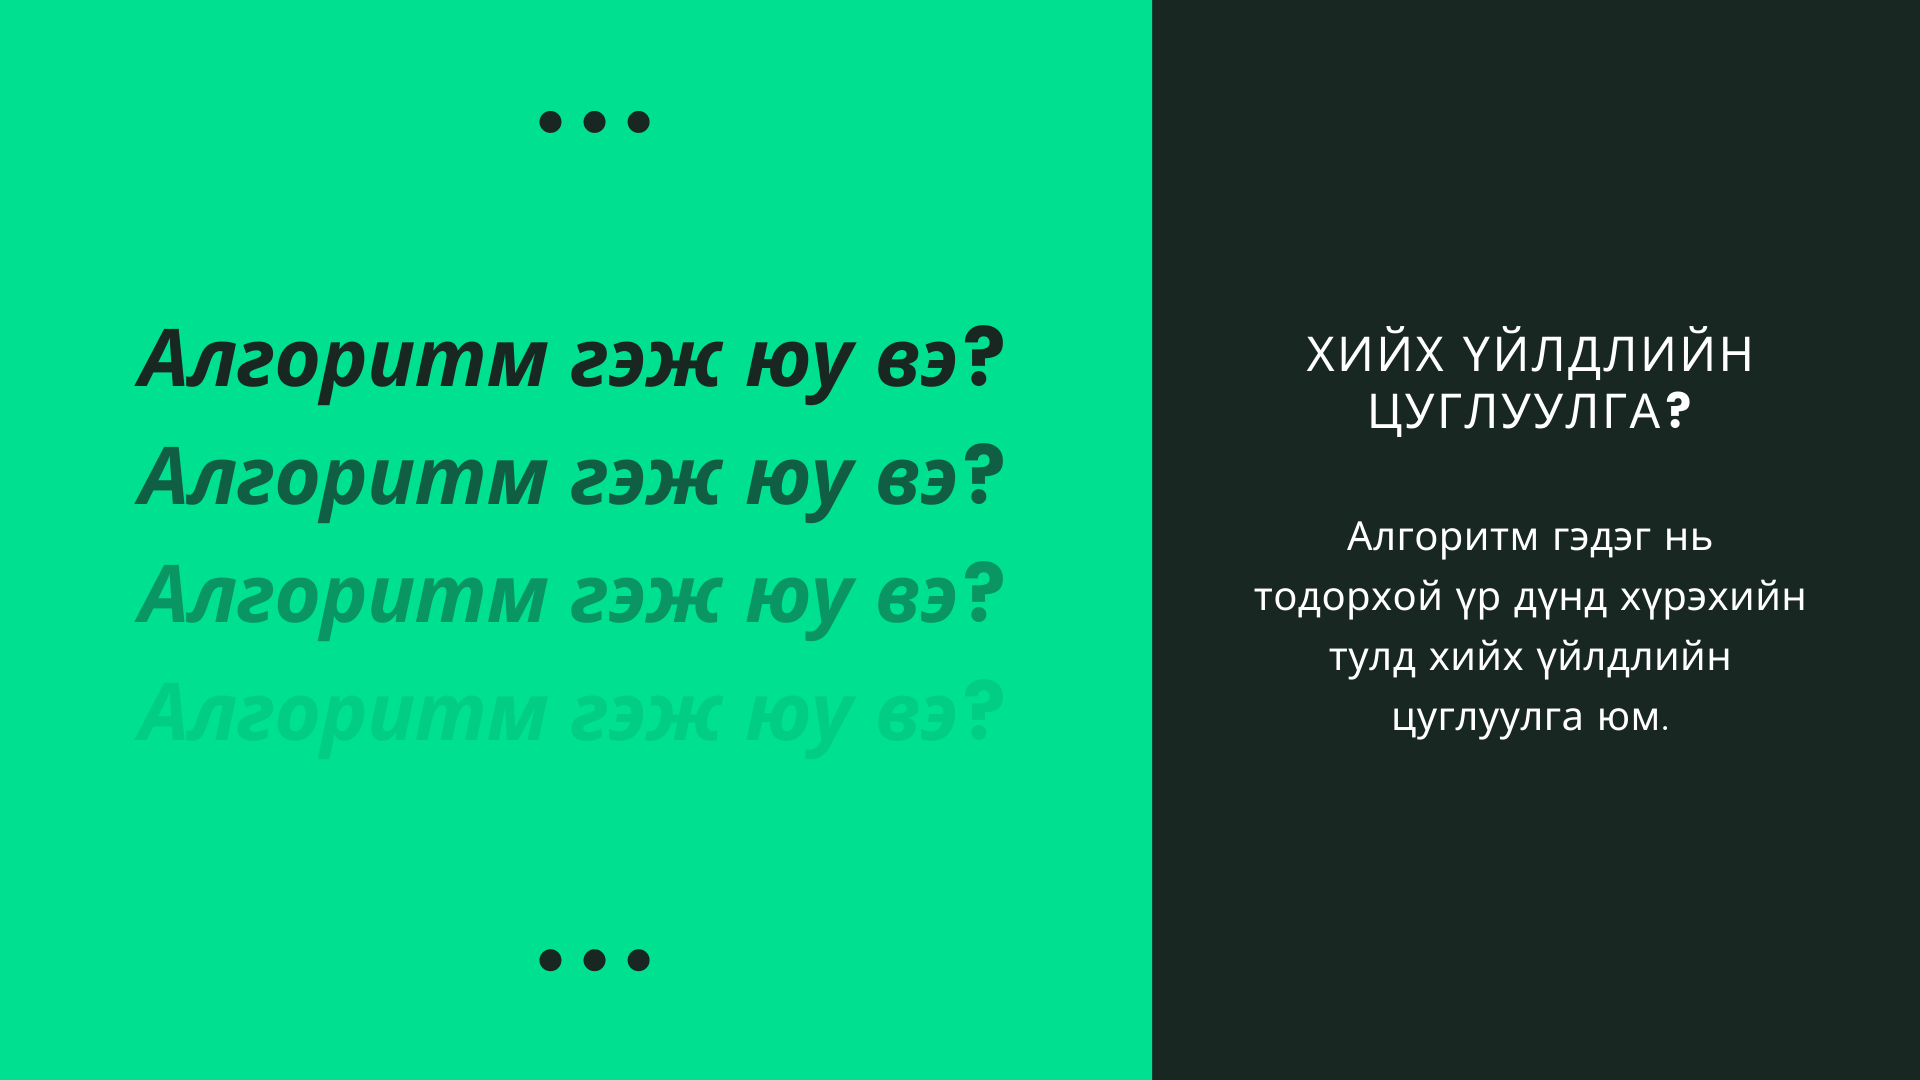 Алгоритм гэж юу вэ?
Алгоритм гэж юу вэ?
Алгоритм гэж юу вэ?
Алгоритм гэж юу вэ?
ХИЙХ ҮЙЛДЛИЙН
ЦУГЛУУЛГА?
Алгоритм гэдэг нь
тодорхой үр дүнд хүрэхийн
тулд хийх үйлдлийн
цуглуулга юм.